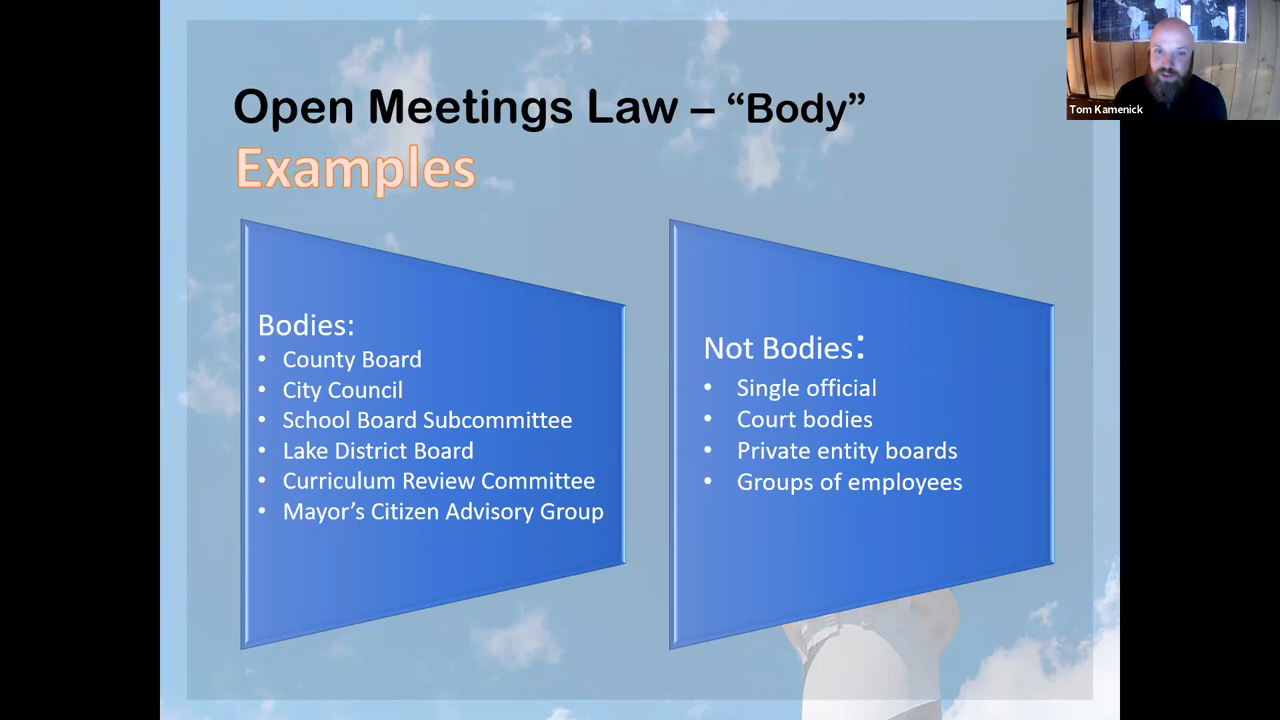 Open Meetings Law – “Body”
Examples
Bodies:
• County Board
• City Council
• School Board Subcommittee
• Lake District Board
• Curriculum Review Committee
• Mayor’s Citizen Advisory Group
Not Bodies:
• Single official
• Court bodies
• Private entity boards
• Groups of employees
Tom Kamenick